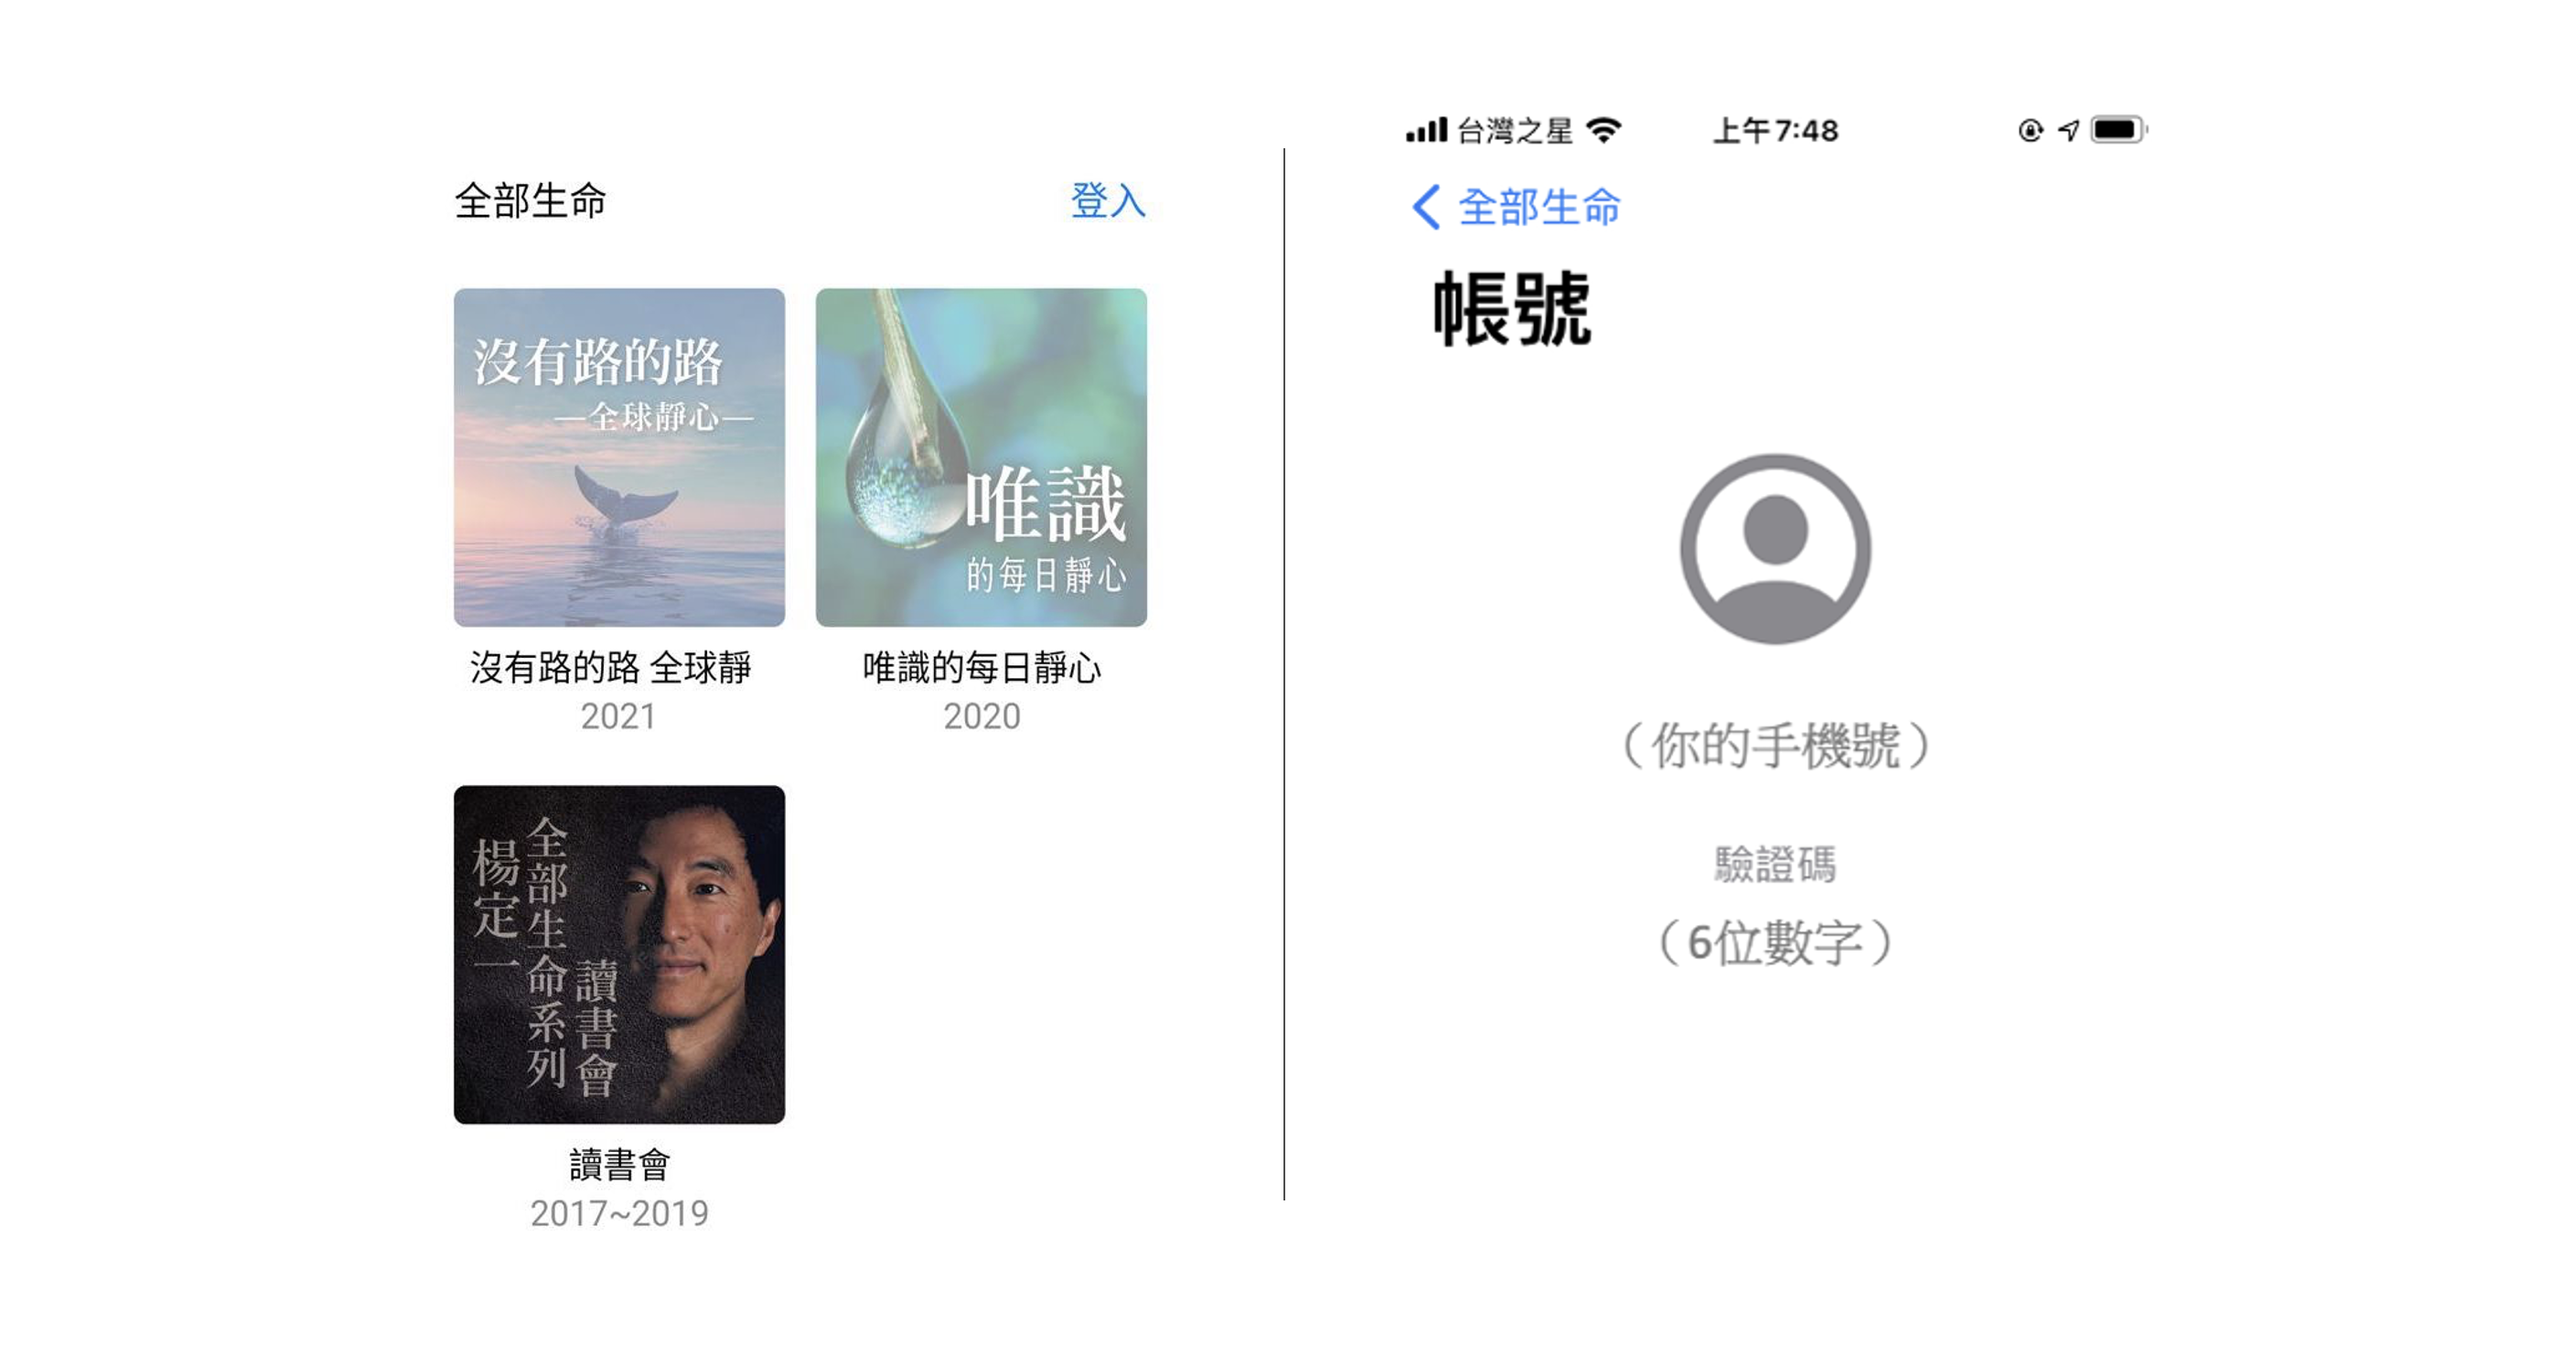 全部生命
登入
沒有路的路
—全球靜心—
唯識
的每日靜心
沒有路的路 全球靜
2021
唯識的每日靜心
2020
楊定一
全部生命系列
讀書會
讀書會
2017~2019
台灣之星
上午7:48
全部生命
帳號
（你的手機號）
驗證碼
（6位數字）